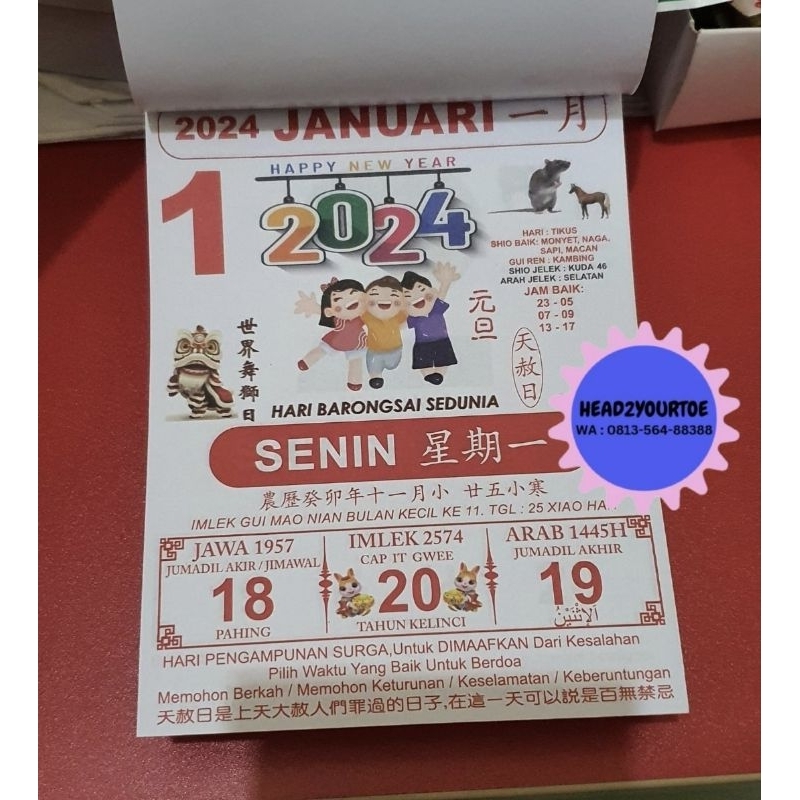 2024 JANUARI 一月
1
HAPPY NEW YEAR
2024
HARI : TIKUS
SHIO BAIK: MONYET, NAGA,
SAPI, MACAN
GUI REN : KAMBING
SHIO JELEK : KUDA 46
ARAH JELEK : SELATAN
JAM BAIK:
23 - 05
07 - 09
13 - 17
元旦
天赦日
世界舞獅日
HARI BARONGSAI SEDUNIA
HEAD2YOURTOE
WA : 0813-564-88388
SENIN 星期一
農歷癸卯年十一月小 廿五小寒
IMLEK GUI MAO NIAN BULAN KECIL KE 11. TGL : 25 XIAO HAN
JAWA 1957
JUMADIL AKIR / JIMAWAL
18
PAHING
IMLEK 2574
CAP IT GWEE
20
TAHUN KELINCI
ARAB 1445H
JUMADIL AKHIR
19
اَلْاِثْنَيْنُ
HARI PENGAMPUNAN SURGA,Untuk DIMAAFKAN Dari Kesalahan
Pilih Waktu Yang Baik Untuk Berdoa
Memohon Berkah / Memohon Keturunan / Keselamatan / Keberuntungan
天赦日是上天大赦人們罪過的日子,在這一天可以說是百無禁忌